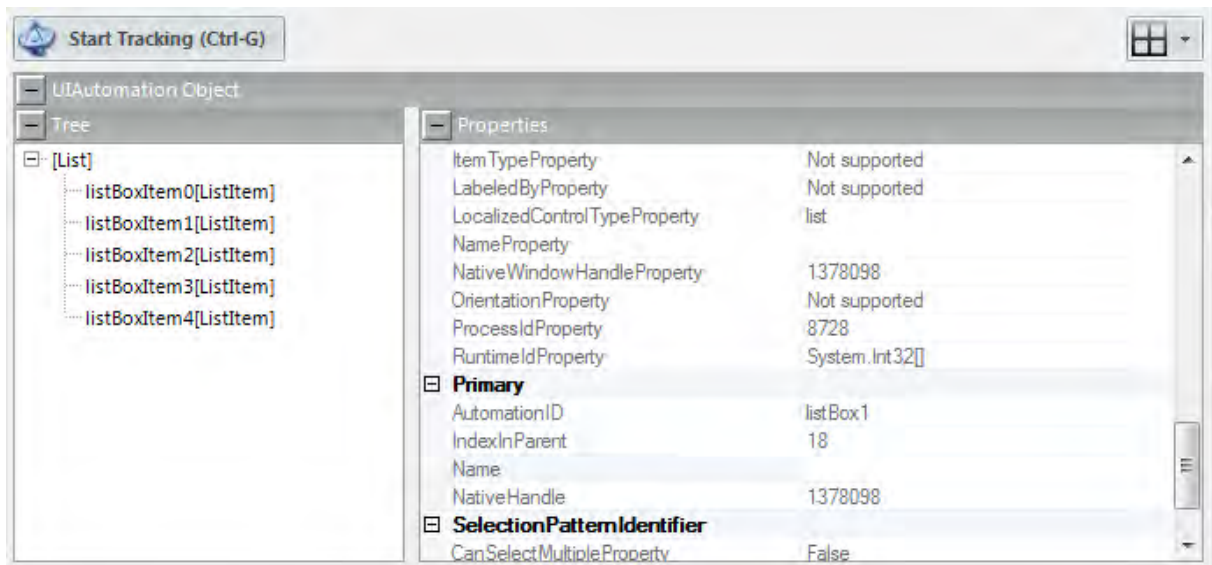 Start Tracking (Ctrl-G)
UIAutomation Object
Tree
[List]
listBoxItem0[ListItem]
listBoxItem1[ListItem]
listBoxItem2[ListItem]
listBoxItem3[ListItem]
listBoxItem4[ListItem]
Properties
ItemTypeProperty Not supported
LabeledByProperty Not supported
LocalizedControlTypeProperty list
NameProperty
NativeWindowHandleProperty 1378098
OrientationProperty Not supported
ProcessIdProperty 8728
RuntimeIdProperty System.Int32[]
Primary
AutomationID listBox1
IndexInParent 18
Name
NativeHandle 1378098
SelectionPatternIdentifier
CanSelectMultipleProperty False